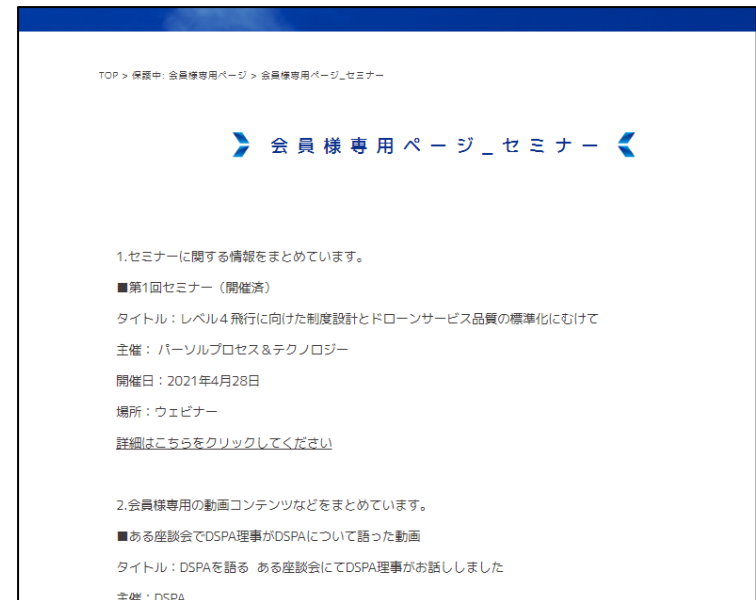 TOP > 保護中: 会員様専用ページ > 会員様専用ページ_セミナー
会員様専用ページ_セミナー
1.セミナーに関する情報をまとめています。
■第1回セミナー（開催済）
タイトル：レベル４飛行に向けた制度設計とドローンサービス品質の標準化にむけて
主催： パーソルプロセス＆テクノロジー
開催日：2021年4月28日
場所：ウェビナー
詳細はこちらをクリックしてください
2.会員様専用の動画コンテンツなどをまとめています。
■ある座談会でDSPA理事がDSPAについて語った動画
タイトル：DSPAを語る ある座談会にてDSPA理事がお話ししました
主催：DSPA